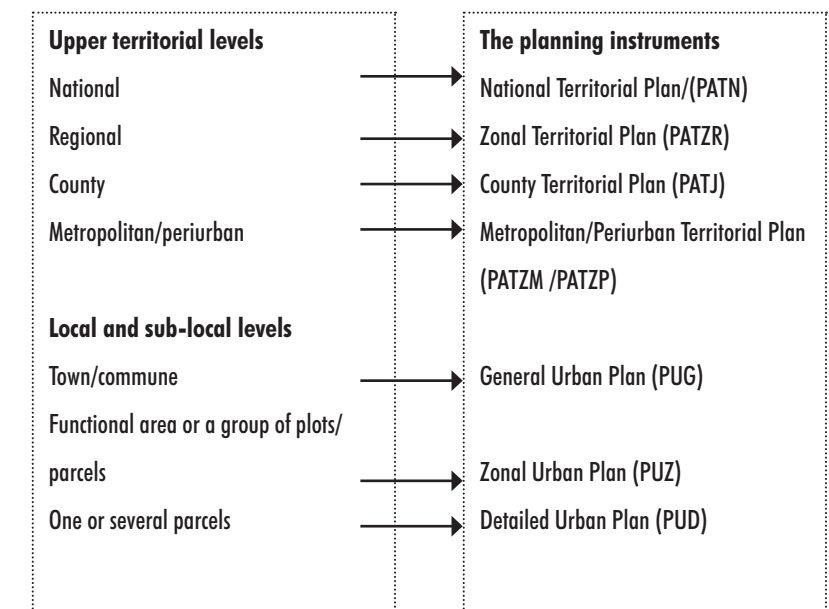 Upper territorial levels
National
Regional
County
Metropolitan/periurban
Local and sub-local levels
Town/commune
Functional area or a group of plots/
parcels
One or several parcels
The planning instruments
National Territorial Plan/(PATN)
Zonal Territorial Plan (PATZR)
County Territorial Plan (PATJ)
Metropolitan/Periurban Territorial Plan
(PATZM /PATZP)
General Urban Plan (PUG)
Zonal Urban Plan (PUZ)
Detailed Urban Plan (PUD)